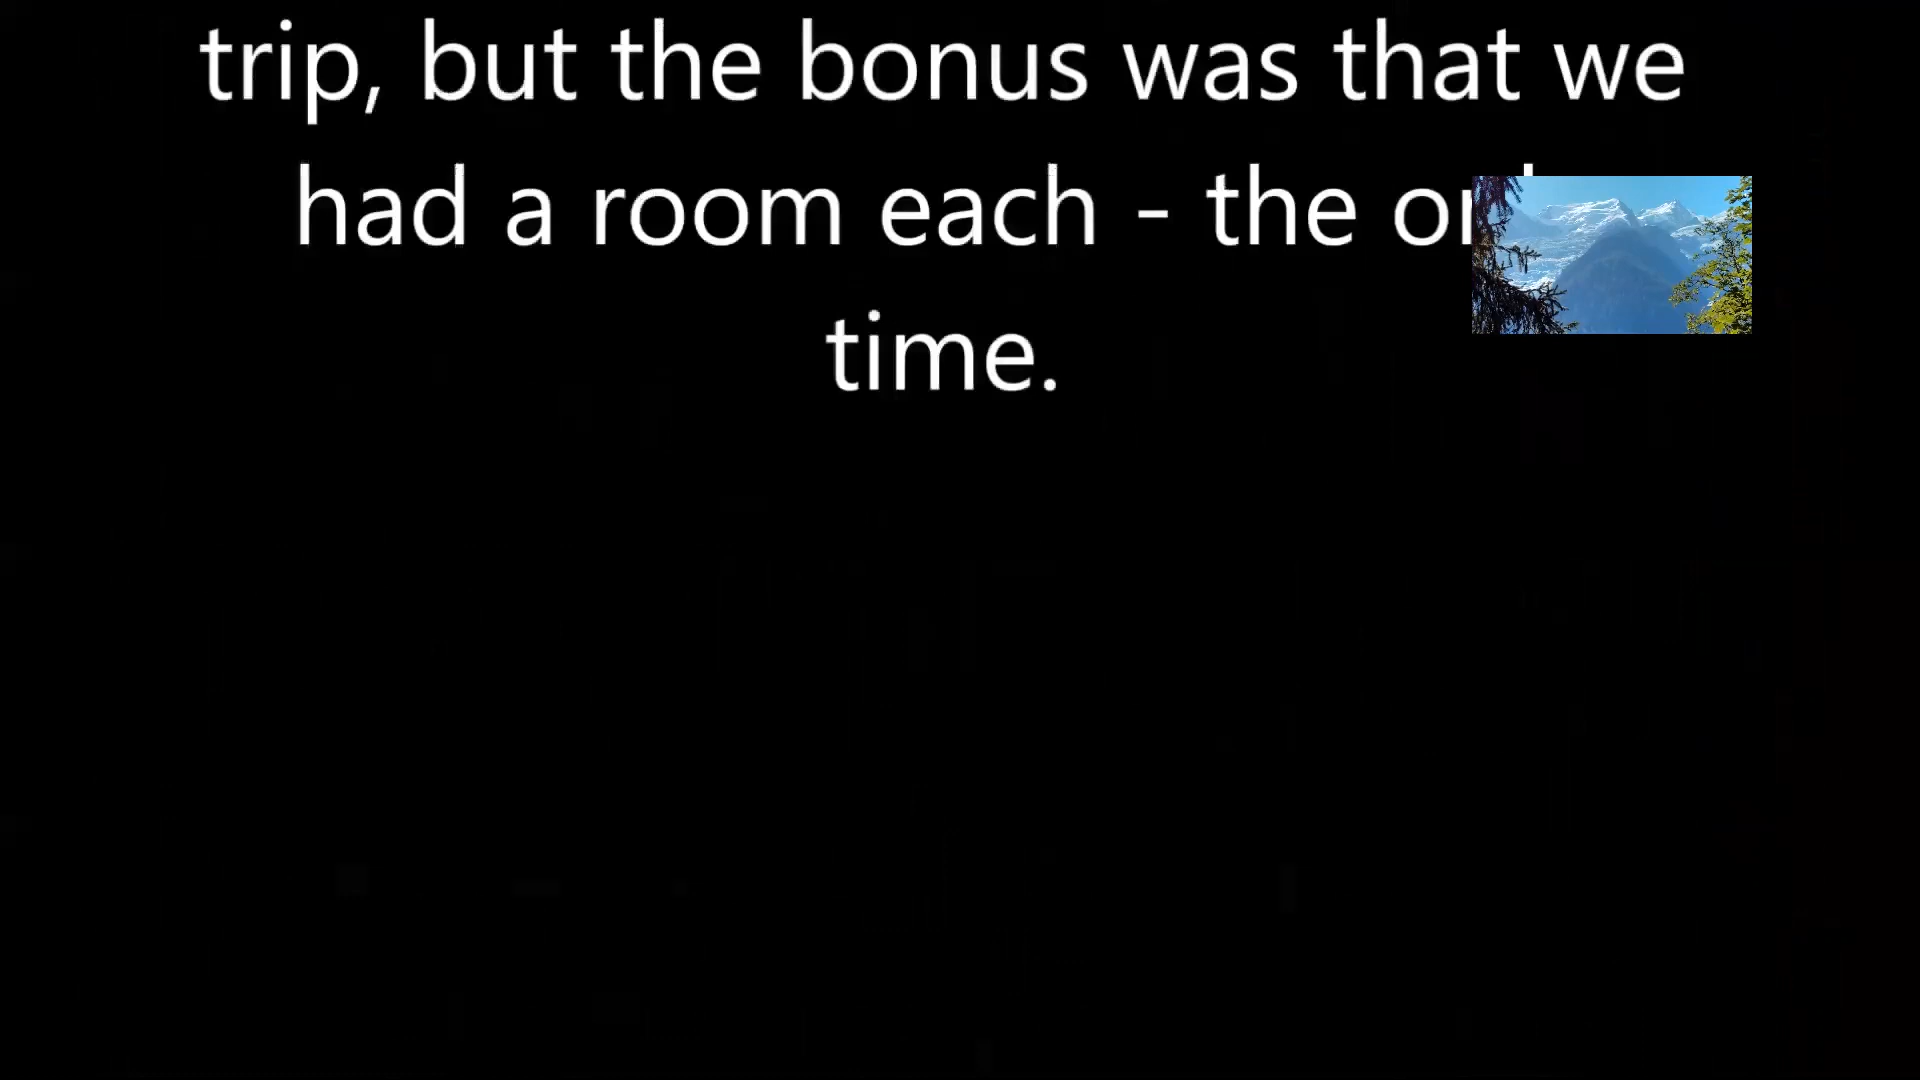 trip, but the bonus was that we
had a room each - the
time.